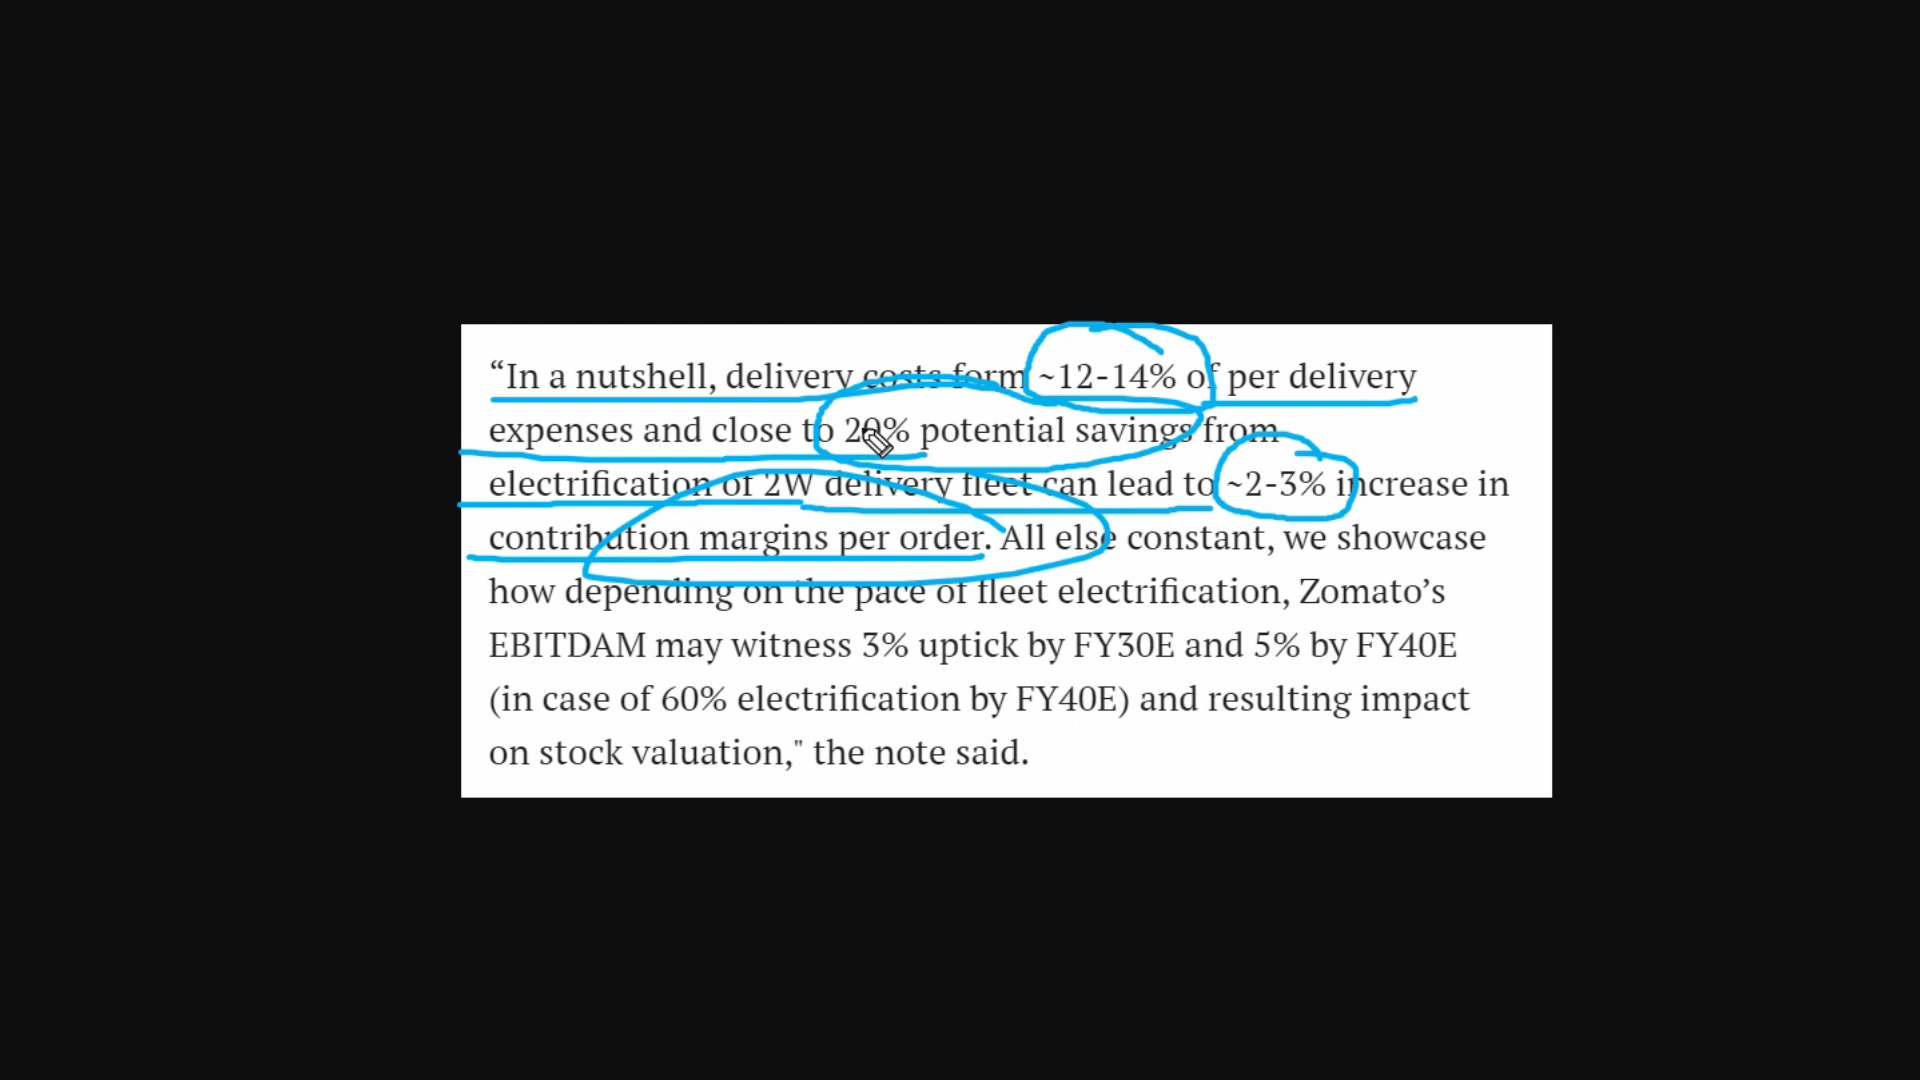 “In a nutshell, delivery costs form ~12-14% of per delivery
expenses and close to 20% potential savings from
electrification of 2W delivery fleet can lead to ~2-3% increase in
contribution margins per order. All else constant, we showcase
how depending on the pace of fleet electrification, Zomato’s
EBITDAM may witness 3% uptick by FY30E and 5% by FY40E
(in case of 60% electrification by FY40E) and resulting impact
on stock valuation," the note said.